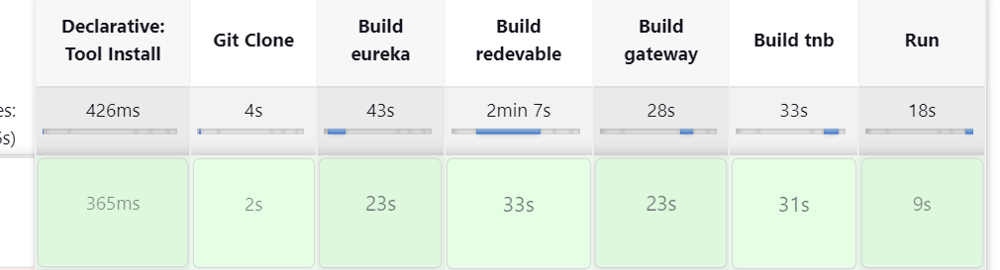 Declarative: Tool Install
Git Clone
Build eureka
Build redevable
Build gateway
Build tnb
Run
es:
s)
426ms
4s
43s
2min 7s
28s
33s
18s
365ms
2s
23s
33s
23s
31s
9s